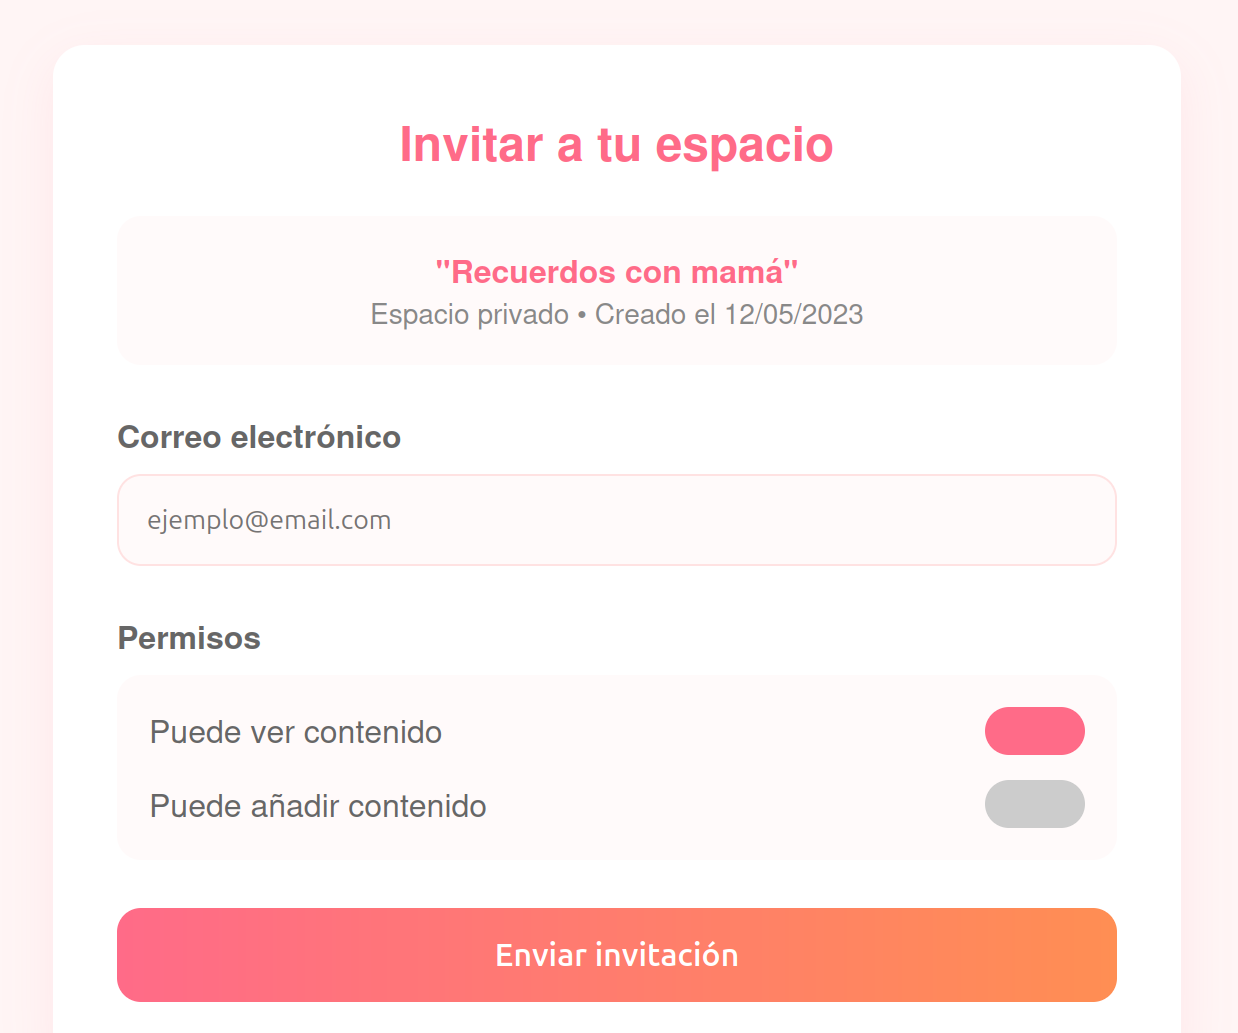 Invitar a tu espacio
"Recuerdos con mamá"
Espacio privado • Creado el 12/05/2023
Correo electrónico
ejemplo@email.com
Permisos
Puede ver contenido
Puede añadir contenido
Enviar invitación